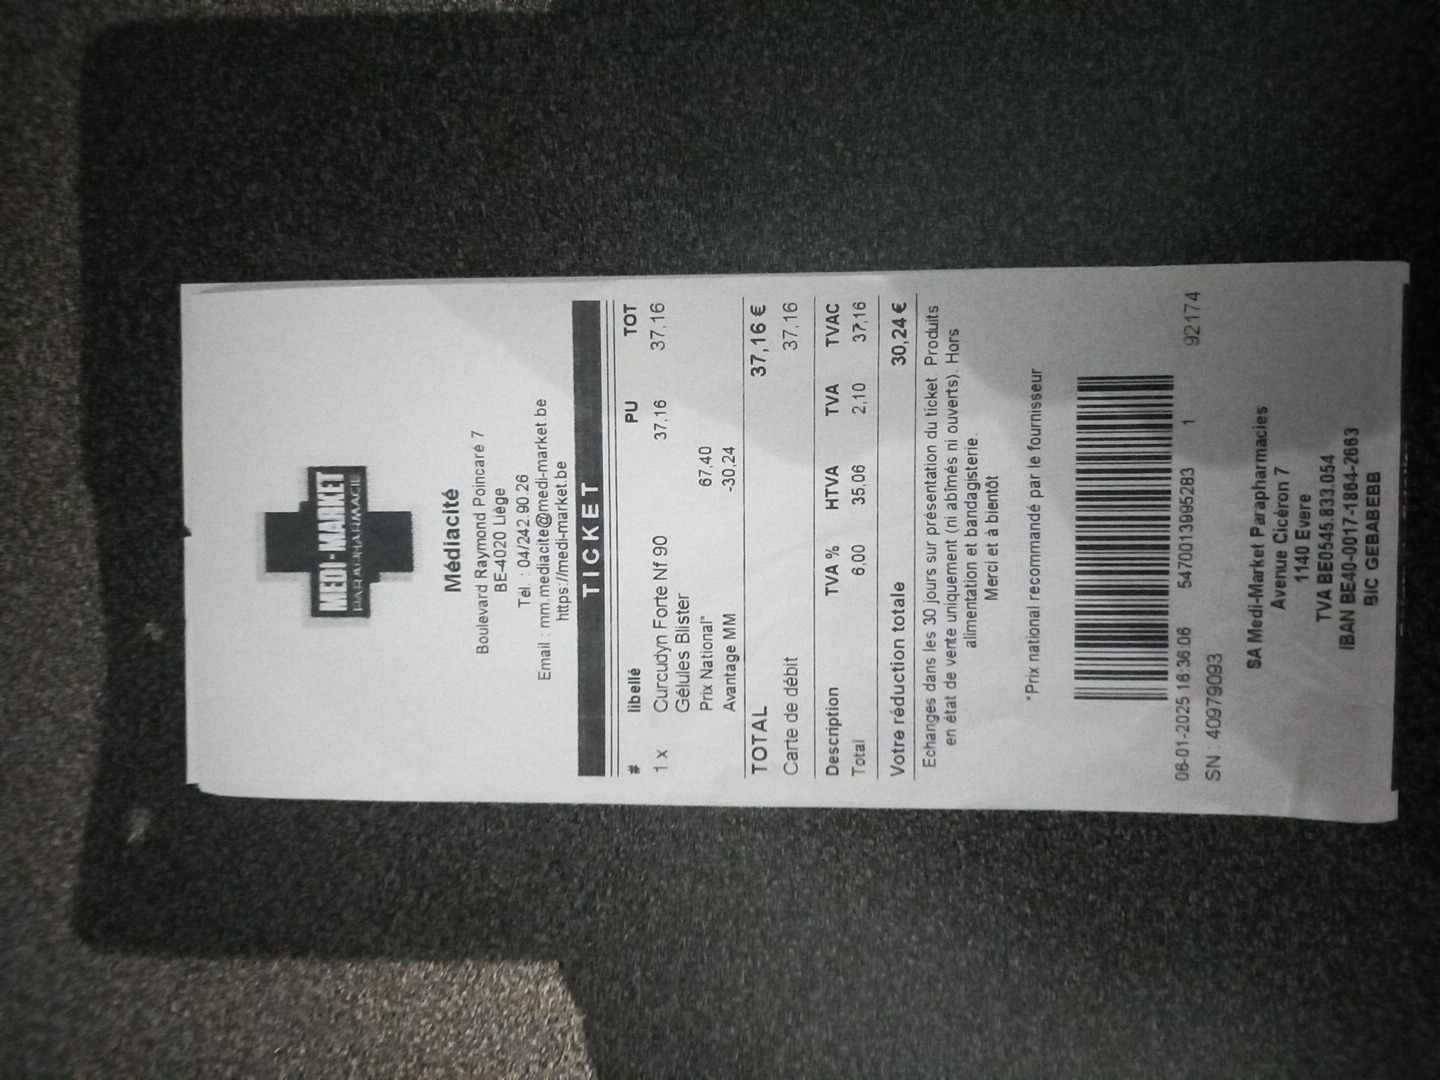 MEDI-MARKET
PARAPHARMACIE
Médiacité
Boulevard Raymond Poincaré 7
BE-4020 Liège
Tél. : 04/242.90.26
Email : mm.mediacite@medi-market.be
https://medi-market.be
TICKET
# libellé PU TOT
1 x Curcudyn Forte Nf 90 37,16 37,16
Gélules Blister
Prix National* 67,40
Avantage MM -30,24
TOTAL 37,16 €
Carte de débit 37,16
Description TVA % HTVA TVA TVAC
Total 6,00 35,06 2,10 37,16
Votre réduction totale 30,24 €
Echanges dans les 30 jours sur présentation du ticket. Produits
en état de vente uniquement (ni abîmés ni ouverts). Hors
alimentation et bandagisterie.
Merci et à bientôt
*Prix national recommandé par le fournisseur
06-01-2025 16:36:06 5470013995283 1 92174
SN : 40979093
SA Medi-Market Parapharmacies
Avenue Cicéron 7
1140 Evere
TVA BE0545.833.054
IBAN BE40-0017-1864-2663
BIC GEBABEBB